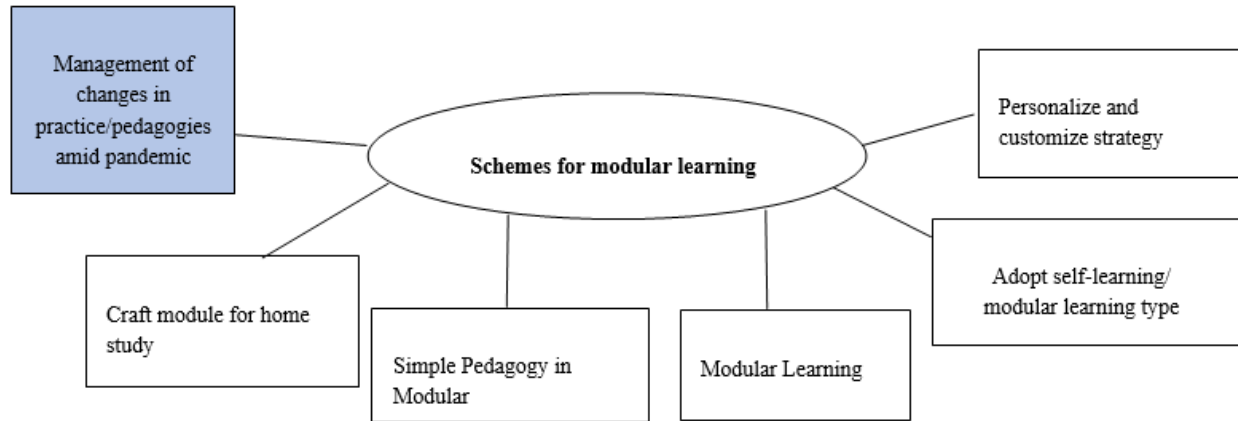 Management of
changes in
practice/pedagogies
amid pandemic
Schemes for modular learning
Personalize and
customize strategy
Craft module for home
study
Simple Pedagogy in
Modular
Modular Learning
Adopt self-learning/
modular learning type